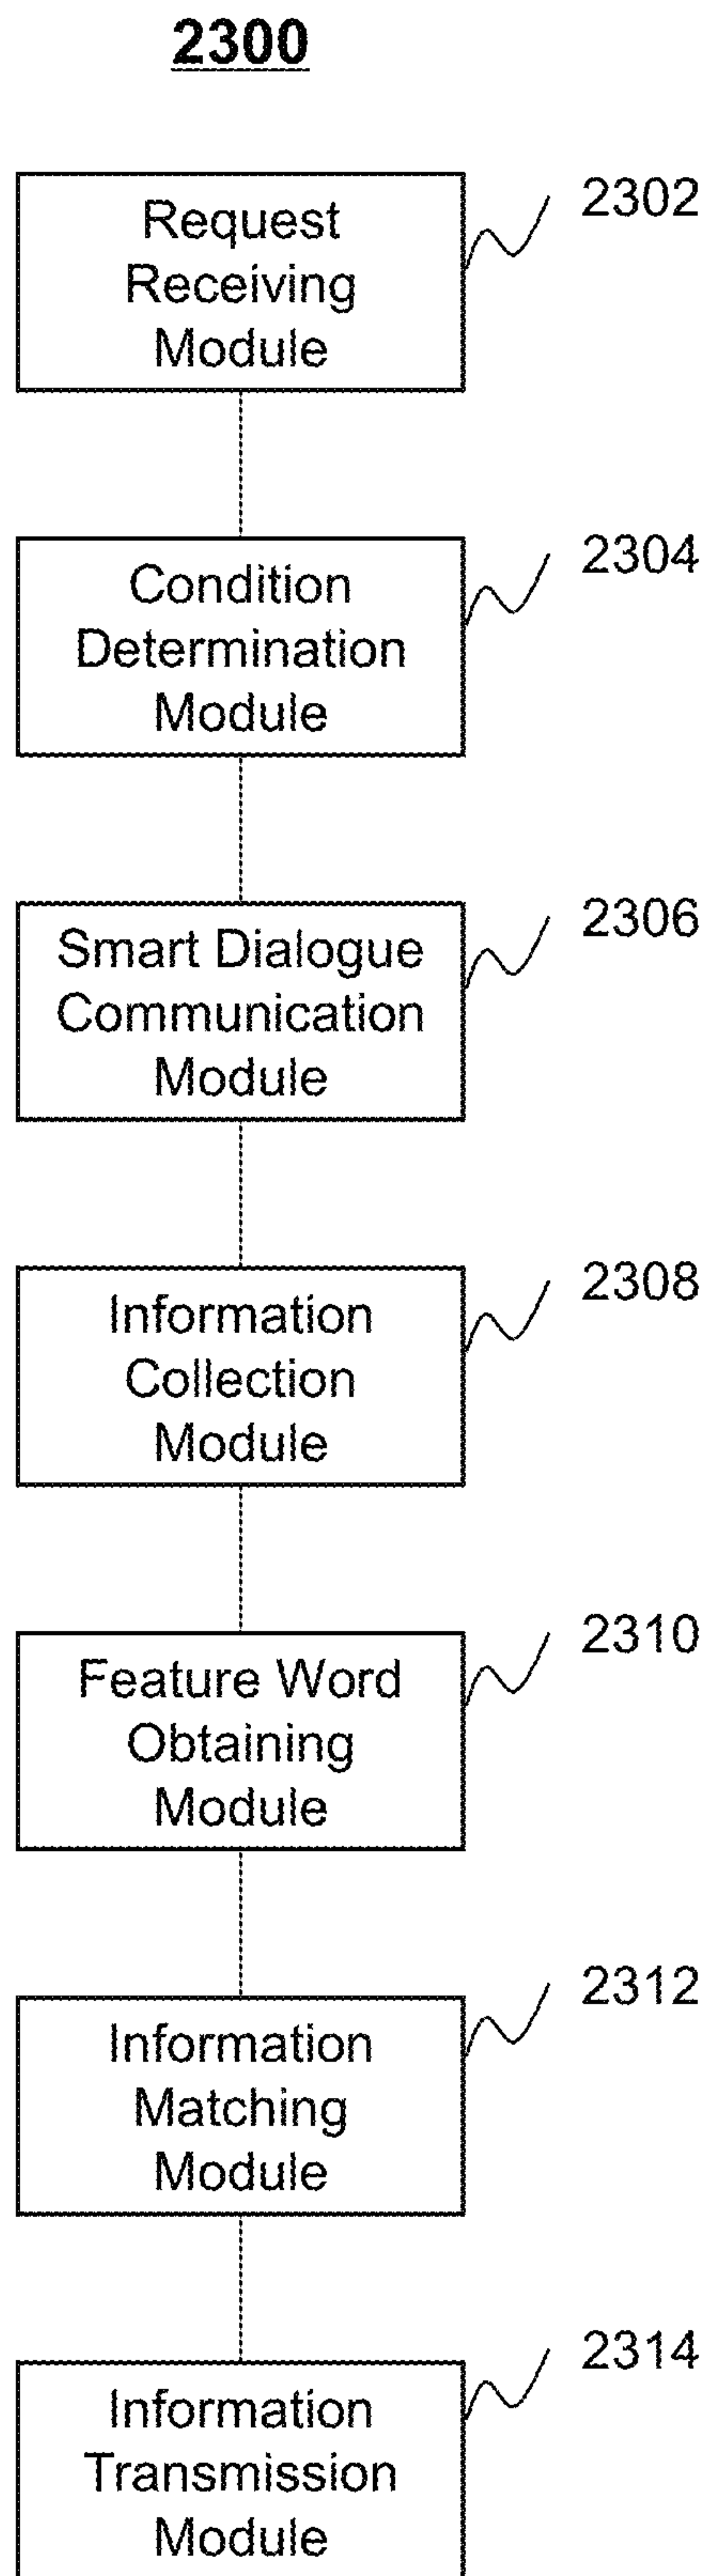 2300
Request
Receiving
Module
2302
Condition
Determination
Module
2304
Smart Dialogue
Communication
Module
2306
Information
Collection
Module
2308
Feature Word
Obtaining
Module
2310
Information
Matching
Module
2312
Information
Transmission
Module
2314